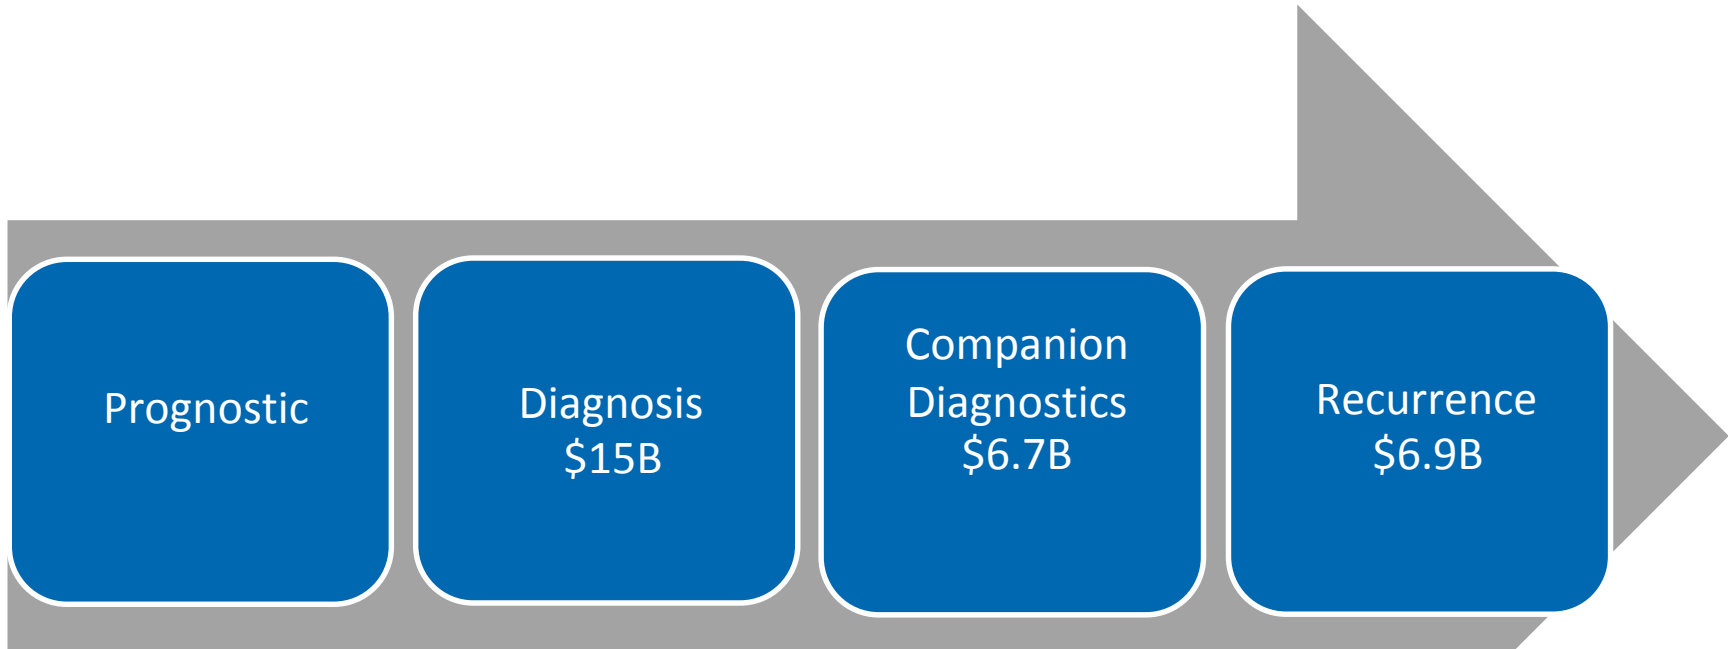 Prognostic
Diagnosis
$15B
Companion
Diagnostics
$6.7B
Recurrence
$6.9B